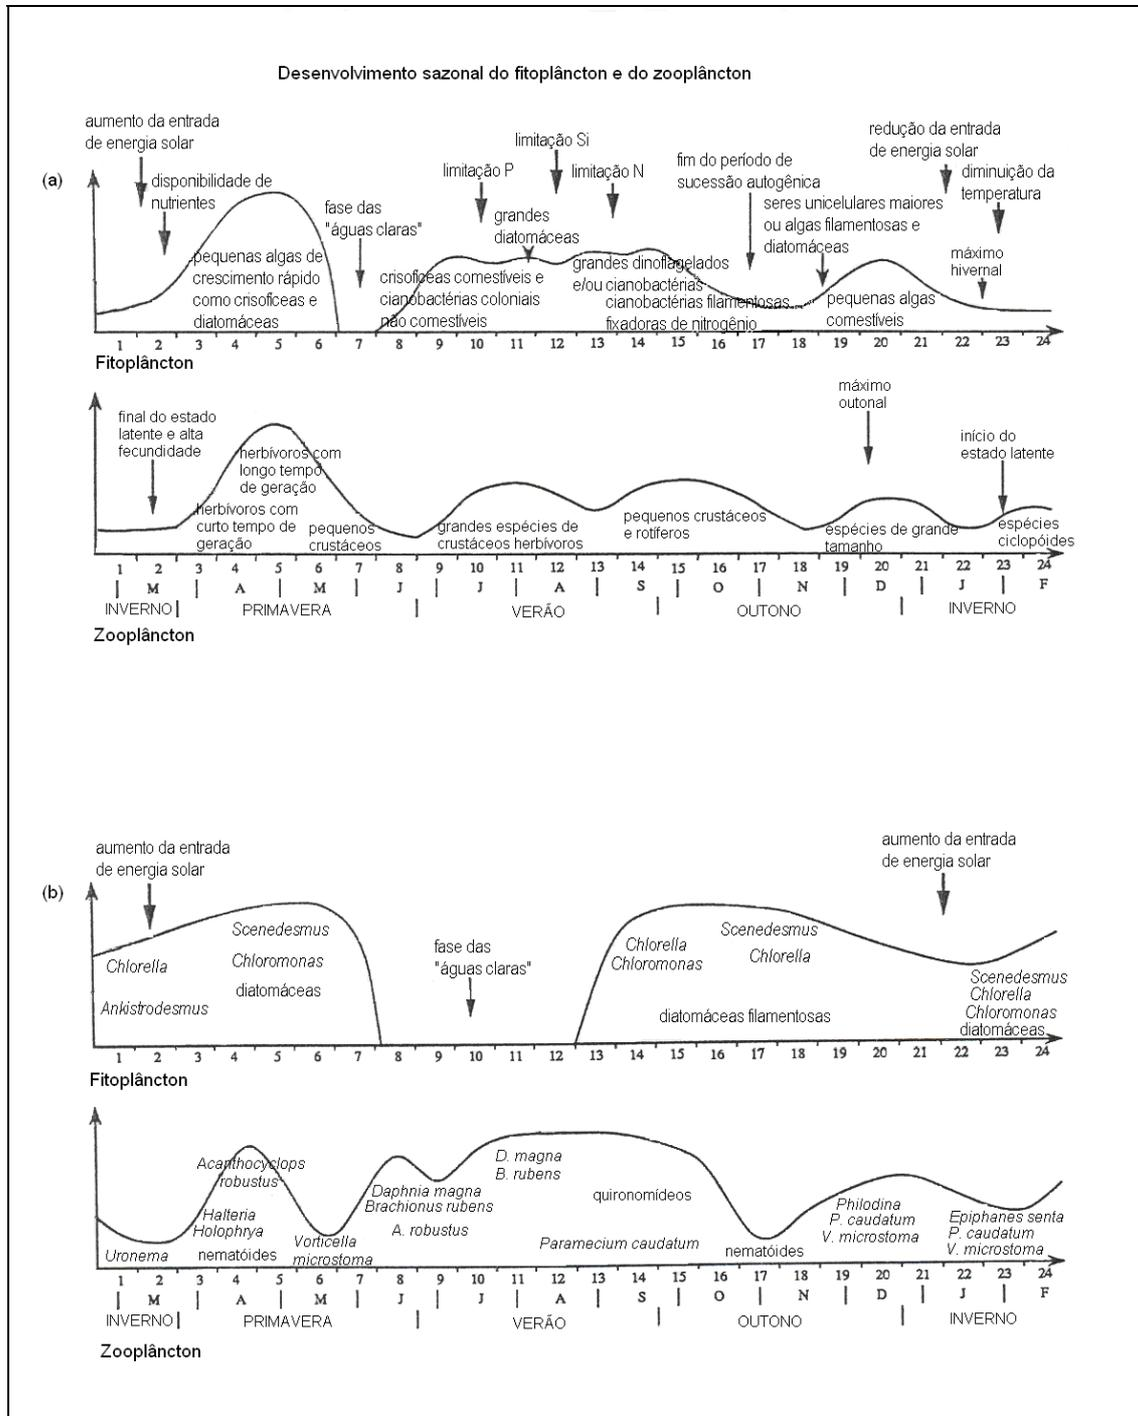 Desenvolvimento sazonal do fitoplâncton e do zooplâncton
(a)
aumento da entrada
de energia solar
disponibilidade de
nutrientes
pequenas algas de
crescimento rápido
como crisofíceas e
diatomáceas
fase das
"águas claras"
limitação P
limitação Si
limitação N
grandes
diatomáceas
crisofíceas comestíveis e
cianobactérias coloniais
não comestíveis
grandes dinoflagelados
e/ou cianobactérias
cianobactérias filamentosas
fixadoras de nitrogênio
fim do período de
sucessão autogênica
seres unicelulares maiores
ou algas filamentosas e
diatomáceas
pequenas algas
comestíveis
redução da entrada
de energia solar
diminuição da
temperatura
máximo
hivernal
1 2 3 4 5 6 7 8 9 10 11 12 13 14 15 16 17 18 19 20 21 22 23 24
Fitoplâncton
final do estado
latente e alta
fecundidade
herbívoros com
curto tempo de
geração
herbívoros com
longo tempo
de geração
pequenos
crustáceos
grandes espécies de
crustáceos herbívoros
pequenos crustáceos
e rotíferos
máximo
outonal
espécies de grande
tamanho
início do
estado latente
espécies
ciclopóides
1 2 3 4 5 6 7 8 9 10 11 12 13 14 15 16 17 18 19 20 21 22 23 24
| M | A | M | J | J | A | S | O | N | D | J | F
INVERNO | PRIMAVERA | VERÃO | OUTONO | INVERNO
Zooplâncton
(b)
aumento da entrada
de energia solar
Chlorella
Ankistrodesmus
Scenedesmus
Chloromonas
diatomáceas
fase das
"águas claras"
Chlorella
Chloromonas
Scenedesmus
Chlorella
diatomáceas filamentosas
aumento da entrada
de energia solar
Scenedesmus
Chlorella
Chloromonas
diatomáceas
1 2 3 4 5 6 7 8 9 10 11 12 13 14 15 16 17 18 19 20 21 22 23 24
Fitoplâncton
Uronema
Acanthocyclops
robustus
Halteria
Holophrya
nematóides
Vorticella
microstoma
Daphnia magna
Brachionus rubens
A. robustus
D. magna
B. rubens
quironomídeos
Paramecium caudatum
nematóides
Philodina
P. caudatum
V. microstoma
Epiphanes senta
P. caudatum
V. microstoma
1 2 3 4 5 6 7 8 9 10 11 12 13 14 15 16 17 18 19 20 21 22 23 24
| M | A | M | J | J | A | S | O | N | D | J | F
INVERNO | PRIMAVERA | VERÃO | OUTONO | INVERNO
Zooplâncton